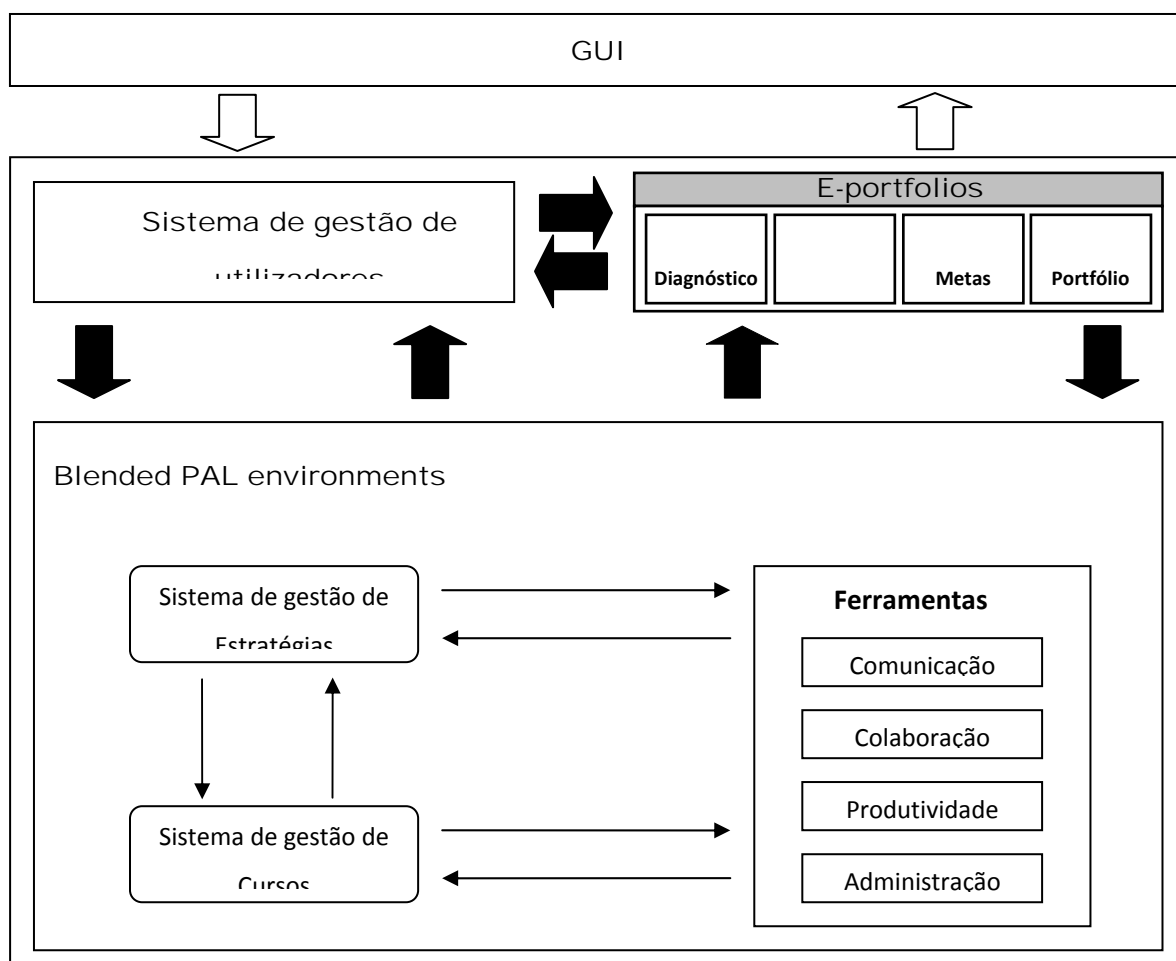 GUI
Sistema de gestão de
utilizadores
E-portfolios
Diagnóstico
Metas
Portfólio
Blended PAL environments
Sistema de gestão de
Estratégias
Ferramentas
Comunicação
Colaboração
Produtividade
Administração
Sistema de gestão de
Cursos